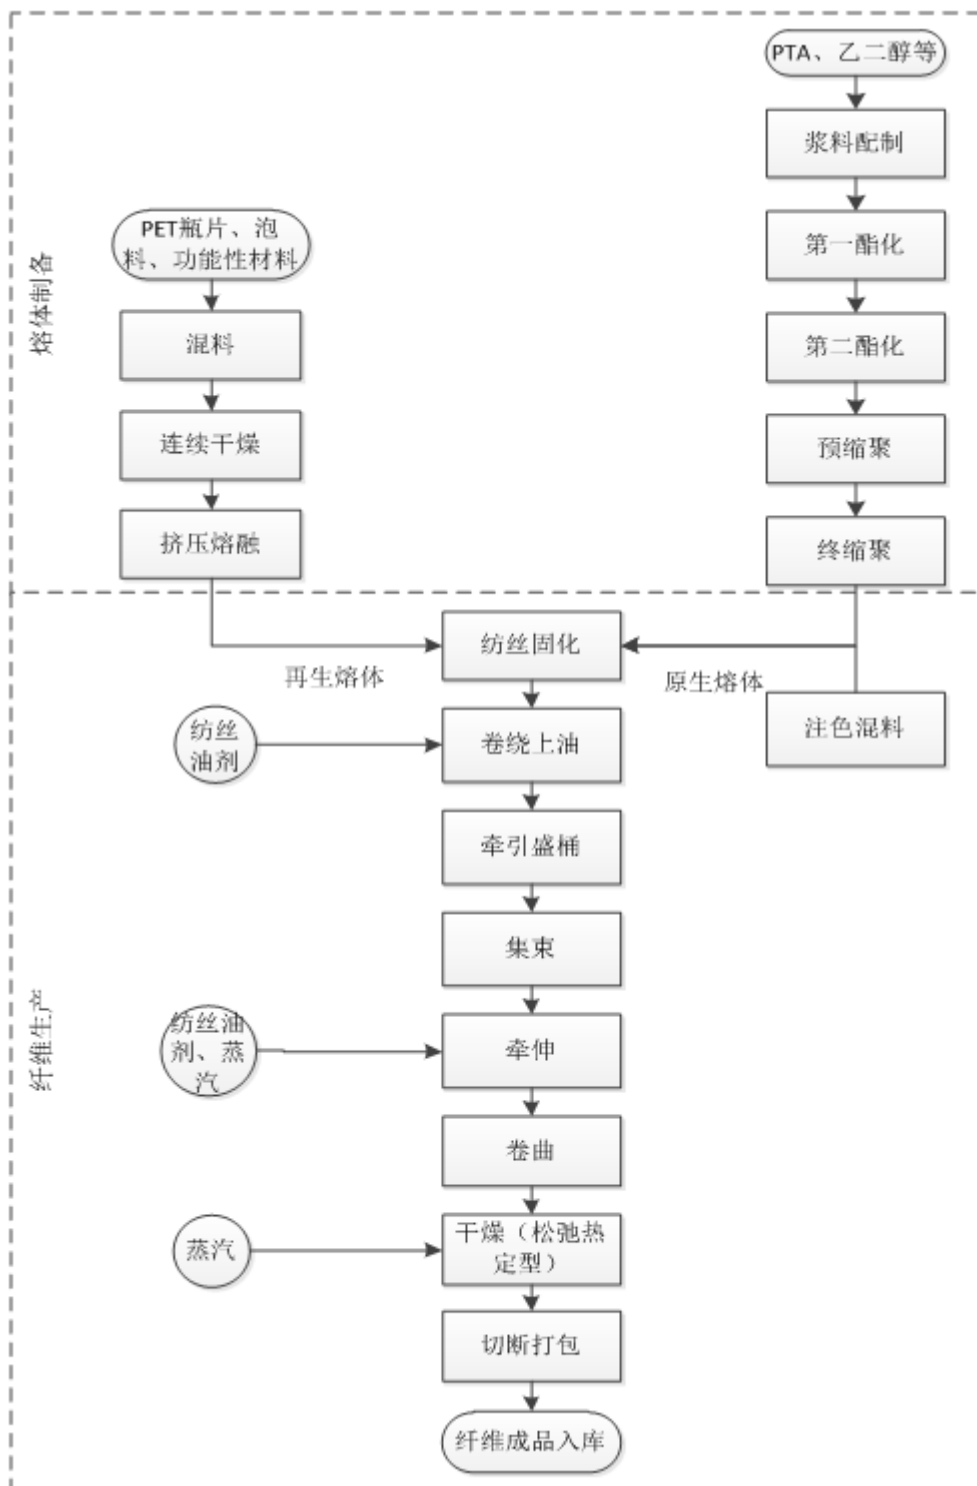 PTA、乙二醇等
浆料配制
第一酯化
第二酯化
预缩聚
终缩聚
熔体制备
PET瓶片、泡
料、功能性材料
混料
连续干燥
挤压熔融
纺丝固化
再生熔体
原生熔体
注色混料
纺丝
油剂
卷绕上油
牵引盛桶
集束
纤维生产
纺丝油
剂、蒸
汽
牵伸
卷曲
蒸汽
干燥（松弛热
定型）
切断打包
纤维成品入库